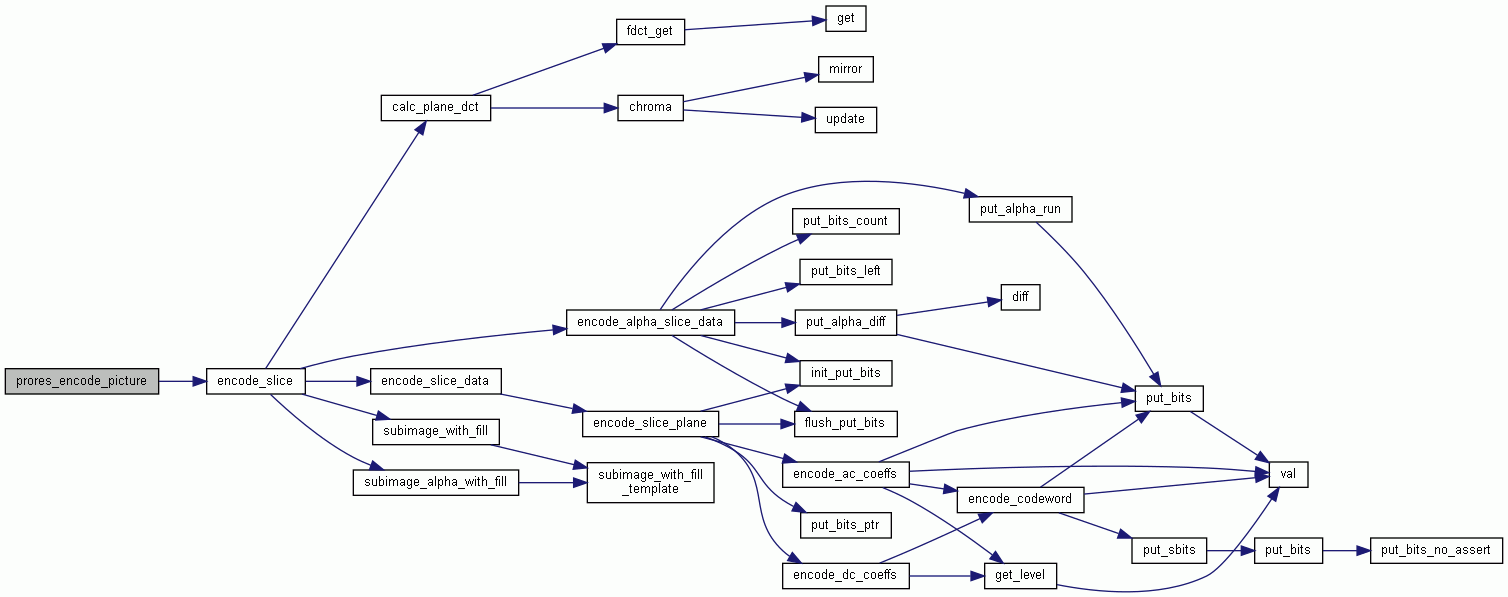 get
fdct_get
mirror
calc_plane_dct
chroma
update
put_alpha_run
put_bits_count
put_bits_left
diff
encode_alpha_slice_data
put_alpha_diff
init_put_bits
prores_encode_picture
encode_slice
encode_slice_data
put_bits
encode_slice_plane
flush_put_bits
subimage_with_fill
encode_ac_coeffs
val
subimage_alpha_with_fill
subimage_with_fill
_template
encode_codeword
put_bits_ptr
put_sbits
put_bits
put_bits_no_assert
encode_dc_coeffs
get_level